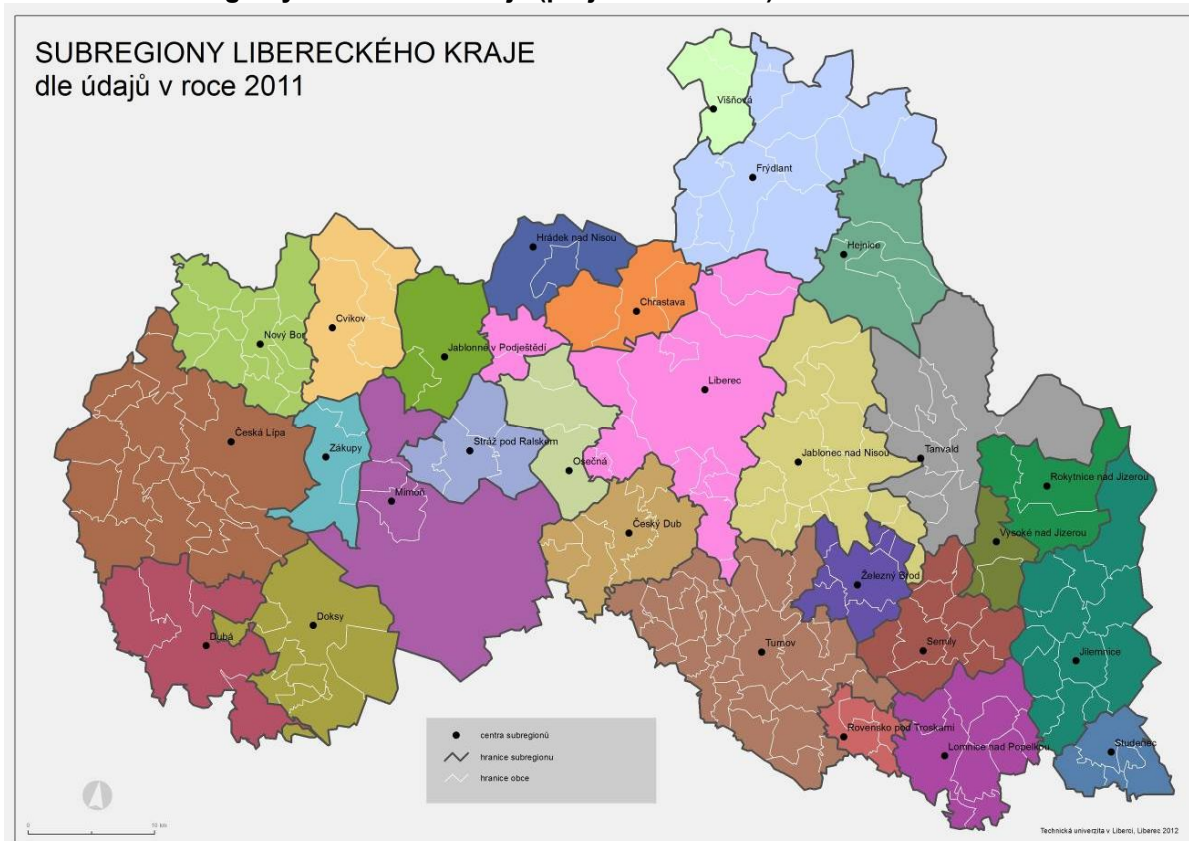 SUBREGIONY LIBERECKÉHO KRAJE
dle údajů v roce 2011
Višňová
Frýdlant
Hrádek nad Nisou
Hejnice
Chrastava
Cvikov
Nový Bor
Jablonné v Podještědí
Liberec
Česká Lípa
Zákupy
Stráž pod Ralskem
Osečná
Jablonec nad Nisou
Tanvald
Rokytnice nad Jizerou
Mimoň
Český Dub
Vysoké nad Jizerou
Železný Brod
Doksy
Dubá
Turnov
Semily
Jilemnice
Rovensko pod Troskami
Lomnice nad Popelkou
Studenec
centra subregionů
hranice subregionu
hranice obce
0 10 km
Technická univerzita v Liberci, Liberec 2012